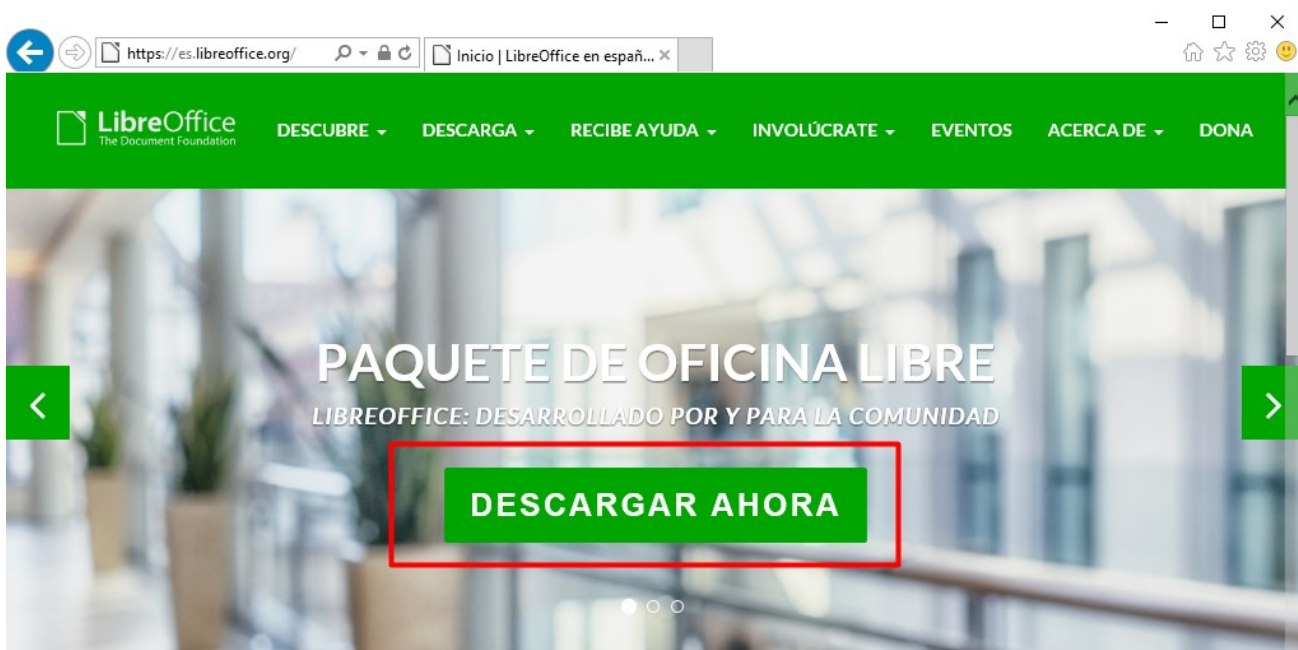 https://es.libreoffice.org/
Inicio | LibreOffice en españ...
LibreOffice
The Document Foundation
DESCUBRE
DESCARGA
RECIBE AYUDA
INVOLÚCRATE
EVENTOS
ACERCA DE
DONA
PAQUETE DE OFICINA LIBRE
LIBREOFFICE: DESARROLLADO POR Y PARA LA COMUNIDAD
DESCARGAR AHORA